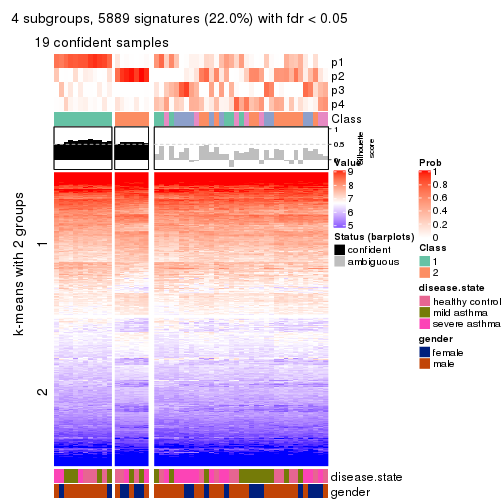 4 subgroups, 5889 signatures (22.0%) with fdr < 0.05
19 confident samples
p1
p2
p3
p4
Class
1
0.5
0
Silhouette
score
k-means with 2 groups
1
2
Value
9
8
7
6
5
Status (barplots)
confident
ambiguous
Prob
1
0.8
0.6
0.4
0.2
0
Class
1
2
disease.state
healthy control
mild asthma
severe asthma
gender
female
male
disease.state
gender